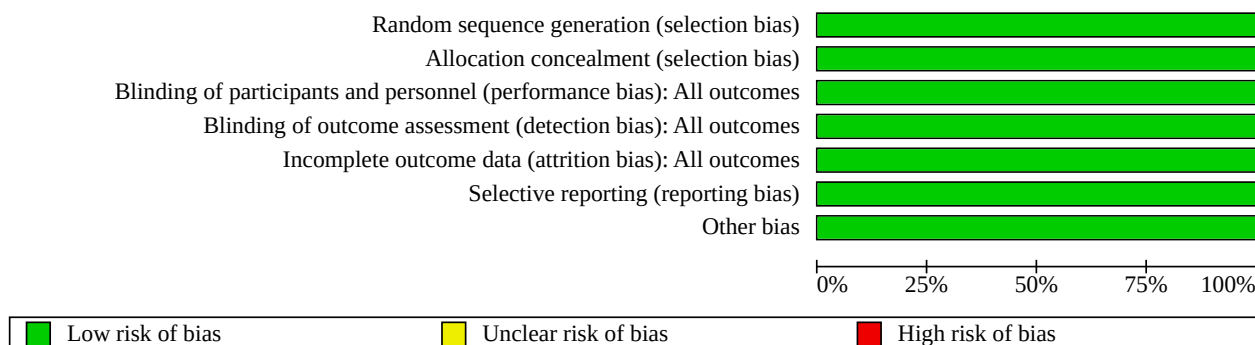 Random sequence generation (selection bias)
Allocation concealment (selection bias)
Blinding of participants and personnel (performance bias): All outcomes
Blinding of outcome assessment (detection bias): All outcomes
Incomplete outcome data (attrition bias): All outcomes
Selective reporting (reporting bias)
Other bias
0% 25% 50% 75% 100%
Low risk of bias Unclear risk of bias High risk of bias